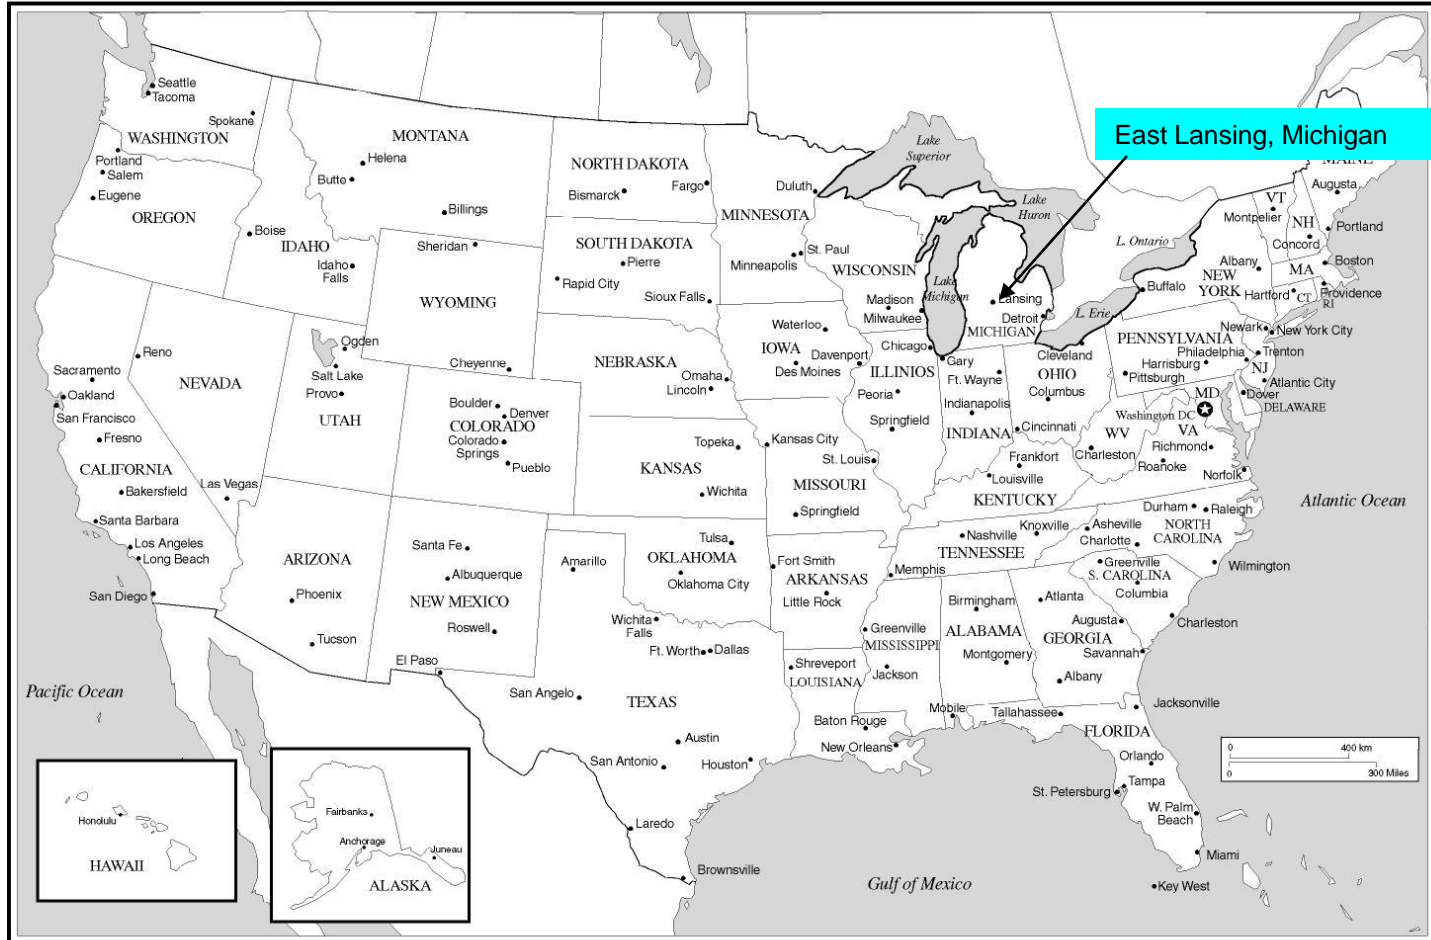 East Lansing, Michigan
Seattle
Tacoma
Spokane
WASHINGTON
Portland
Salem
Eugene
OREGON
Boise
IDAHO
Idaho
Falls
MONTANA
Helena
Butte
Billings
Sheridan
WYOMING
Cheyenne
NORTH DAKOTA
Bismarck
Fargo
SOUTH DAKOTA
Pierre
Rapid City
Sioux Falls
NEBRASKA
Omaha
Lincoln
Duluth
MINNESOTA
St. Paul
Minneapolis
WISCONSIN
Madison
Milwaukee
Lake
Superior
Lake
Huron
Lake
Michigan
L. Ontario
L. Erie
Lansing
Detroit
MICHIGAN
MAINE
Augusta
VT
Montpelier
NH
Concord
Portland
MA
Boston
Albany
NEW
YORK
Buffalo
Hartford
CT
Providence
RI
Newark
New York City
PENNSYLVANIA
Philadelphia
Harrisburg
Pittsburgh
Trenton
NJ
Atlantic City
MD
Dover
DELAWARE
Washington DC
Waterloo
IOWA
Davenport
Des Moines
Chicago
ILLINIOS
Peoria
Springfield
Gary
Ft. Wayne
Indianapolis
INDIANA
Cleveland
OHIO
Columbus
Cincinnati
WV
Charleston
VA
Richmond
Roanoke
Norfolk
Frankfort
Louisville
KENTUCKY
Reno
NEVADA
Las Vegas
Sacramento
Oakland
San Francisco
Fresno
CALIFORNIA
Bakersfield
Santa Barbara
Los Angeles
Long Beach
San Diego
Ogden
Salt Lake
Provo
UTAH
Boulder
Denver
COLORADO
Colorado
Springs
Pueblo
Topeka
KANSAS
Wichita
Kansas City
St. Louis
MISSOURI
Springfield
ARIZONA
Phoenix
Tucson
Santa Fe
Albuquerque
NEW MEXICO
Roswell
El Paso
Amarillo
Tulsa
OKLAHOMA
Oklahoma City
Fort Smith
ARKANSAS
Little Rock
Nashville
Knoxville
TENNESSEE
Memphis
Asheville
Charlotte
Durham
Raleigh
NORTH
CAROLINA
Wilmington
Greenville
S. CAROLINA
Columbia
Charleston
Birmingham
ALABAMA
Montgomery
Mobile
Atlanta
Augusta
GEORGIA
Savannah
Albany
Greenville
MISSISSIPPI
Jackson
Shreveport
LOUISIANA
Baton Rouge
New Orleans
Wichita
Falls
Ft. Worth
Dallas
San Angelo
TEXAS
Austin
San Antonio
Houston
Laredo
Brownsville
Tallahassee
Jacksonville
FLORIDA
Orlando
Tampa
St. Petersburg
W. Palm
Beach
Miami
Key West
Pacific Ocean
Atlantic Ocean
Gulf of Mexico
Honolulu
HAWAII
Fairbanks
Anchorage
Juneau
ALASKA
0 400 km
0 300 Miles